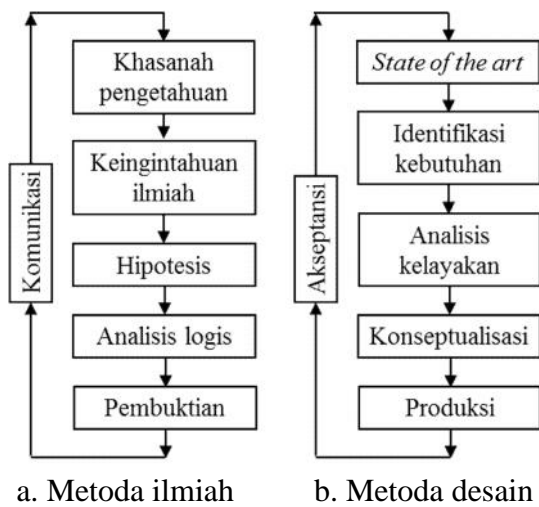 Khasanah
pengetahuan
Keingintahuan
ilmiah
Hipotesis
Analisis logis
Pembuktian
Komunikasi
a. Metoda ilmiah
State of the art
Identifikasi
kebutuhan
Analisis
kelayakan
Konseptualisasi
Produksi
Akseptansi
b. Metoda desain